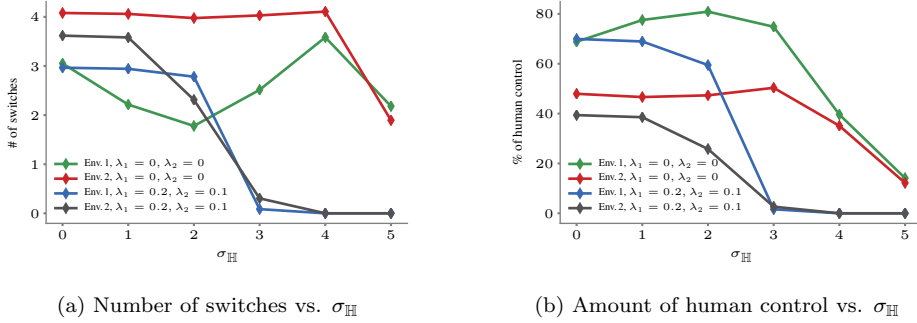 4
3
2
1
0
# of switches
Env. 1, λ₁ = 0, λ₂ = 0
Env. 2, λ₁ = 0, λ₂ = 0
Env. 1, λ₁ = 0.2, λ₂ = 0.1
Env. 2, λ₁ = 0.2, λ₂ = 0.1
0 1 2 3 4 5
σ_ℍ
(a) Number of switches vs. σ_ℍ
80
60
40
20
0
% of human control
Env. 1, λ₁ = 0, λ₂ = 0
Env. 2, λ₁ = 0, λ₂ = 0
Env. 1, λ₁ = 0.2, λ₂ = 0.1
Env. 2, λ₁ = 0.2, λ₂ = 0.1
0 1 2 3 4 5
σ_ℍ
(b) Amount of human control vs. σ_ℍ